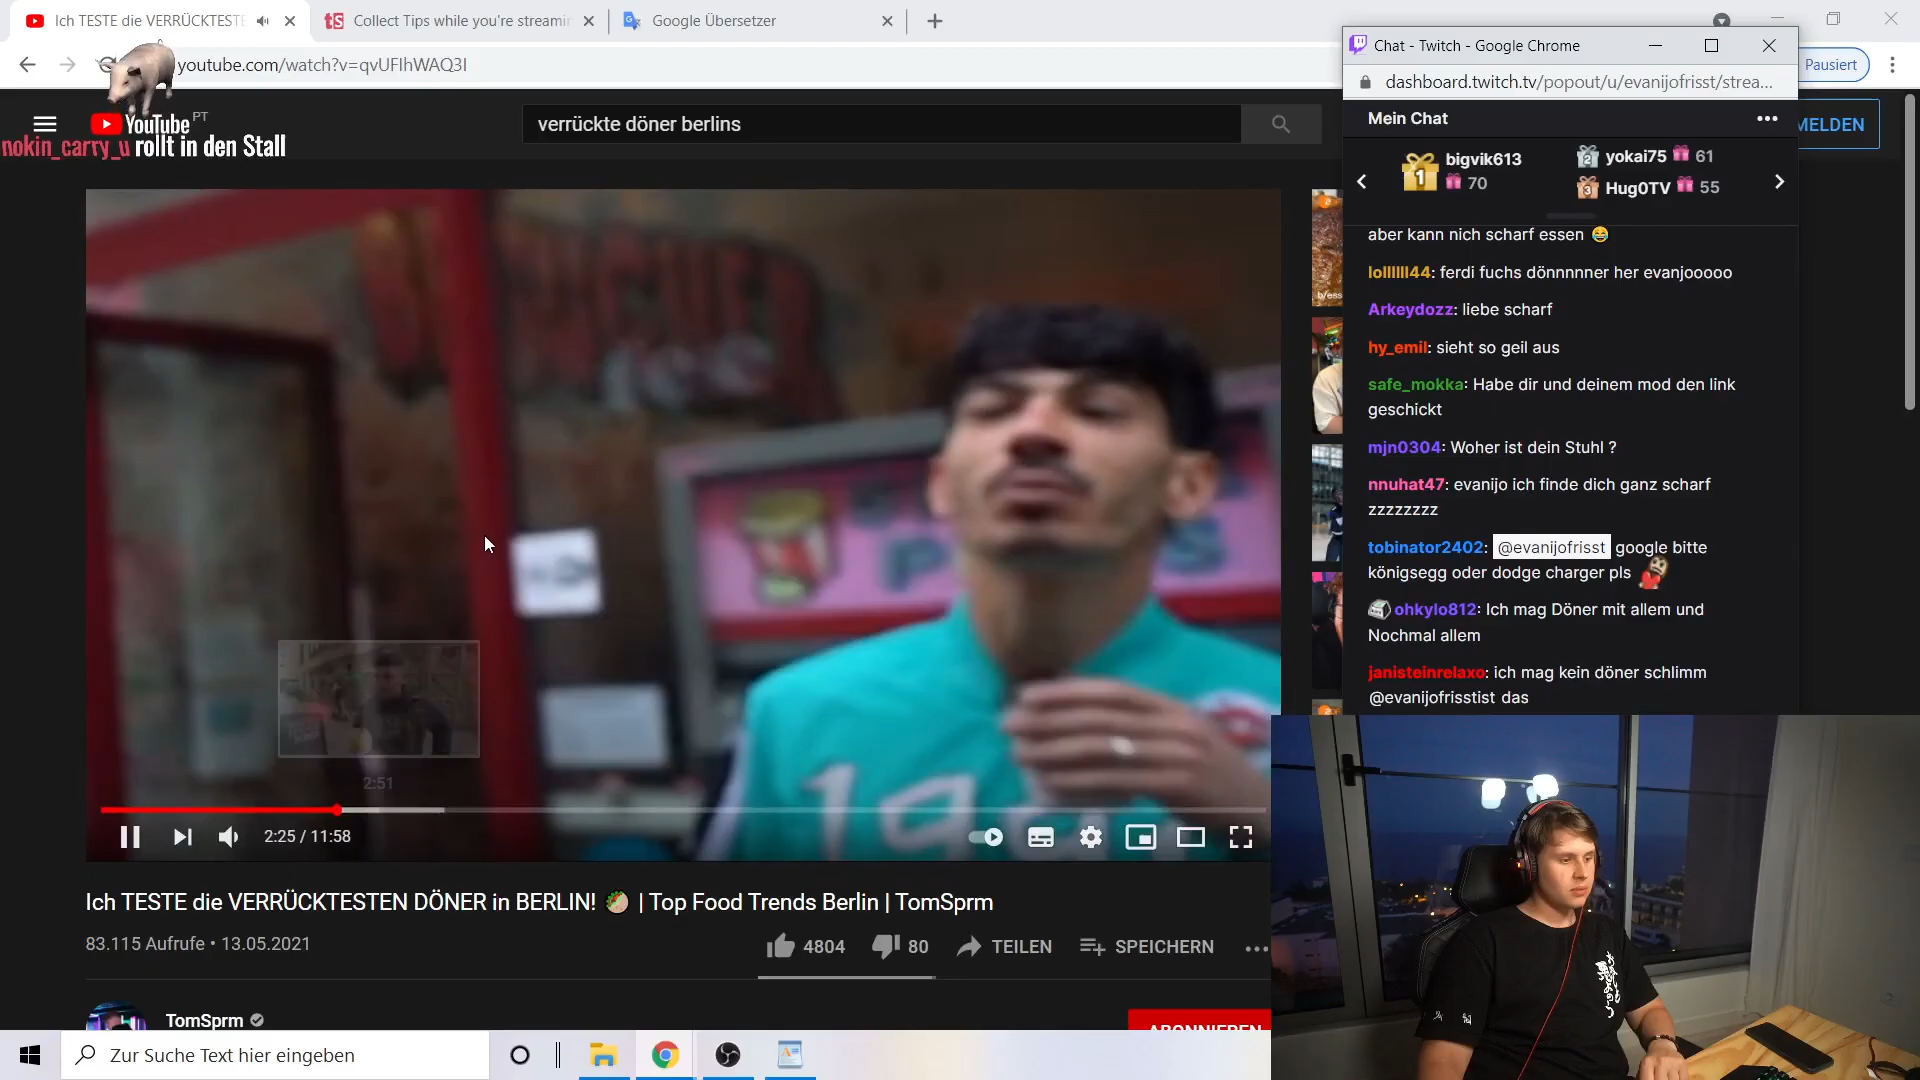 Ich TESTE die VERRÜCKTESTE
Collect Tips while you're streamin
Google Übersetzer
youtube.com/watch?v=qvUFIhWAQ3I
Pausiert
YouTube PT
nokin_carry_u rollt in den Stall
verrückte döner berlins
MELDEN
Chat - Twitch - Google Chrome
dashboard.twitch.tv/popout/u/evanijofrisst/strea...
Mein Chat
1 bigvik613 70
2 yokai75 61
3 Hug0TV 55
aber kann nich scharf essen 😂
lollllll44: ferdi fuchs dönnnnner her evanjooooo
Arkeydozz: liebe scharf
hy_emil: sieht so geil aus
safe_mokka: Habe dir und deinem mod den link
geschickt
mjn0304: Woher ist dein Stuhl ?
nnuhat47: evanijo ich finde dich ganz scharf
zzzzzzzz
tobinator2402: @evanijofrisst google bitte
königsegg oder dodge charger pls
ohkylo812: Ich mag Döner mit allem und
Nochmal allem
janisteinrelaxo: ich mag kein döner schlimm
@evanijofrisstist das
2:51
2:25 / 11:58
Ich TESTE die VERRÜCKTESTEN DÖNER in BERLIN! 🥙 | Top Food Trends Berlin | TomSprm
83.115 Aufrufe • 13.05.2021
4804
80
TEILEN
SPEICHERN
TomSprm
ABONNIEREN
Zur Suche Text hier eingeben